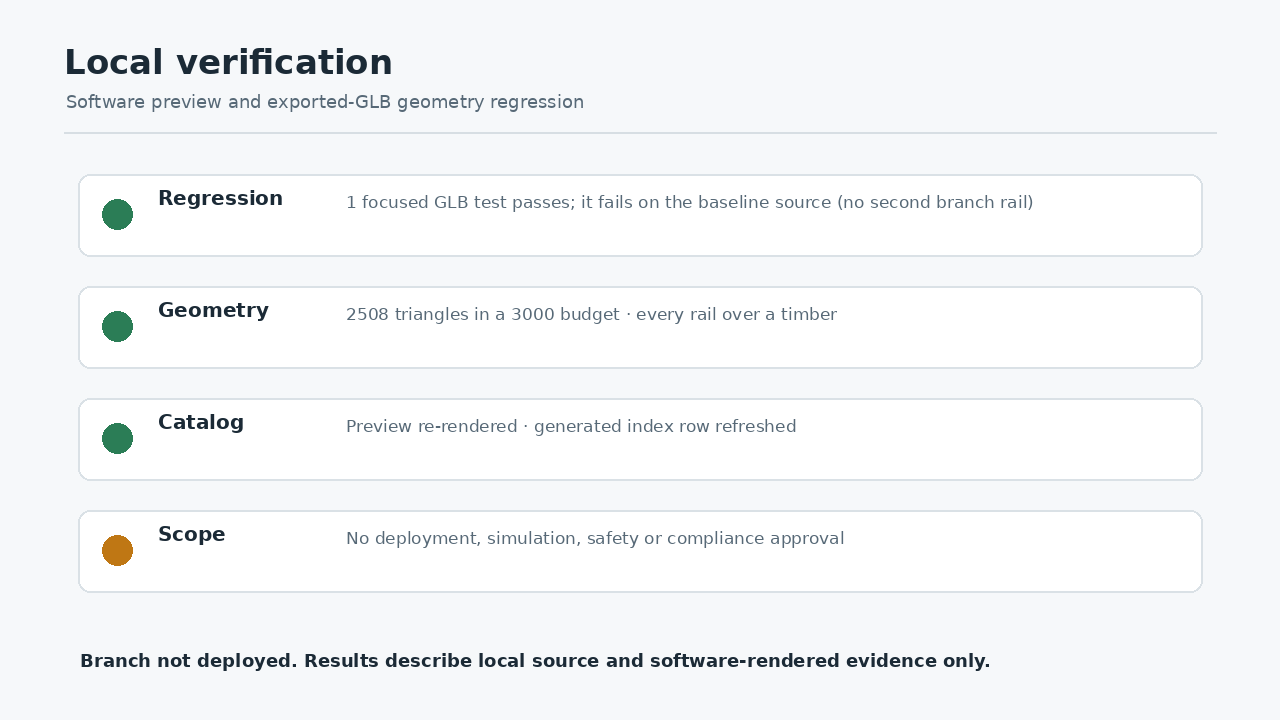 Local verification
Software preview and exported-GLB geometry regression
Regression
1 focused GLB test passes; it fails on the baseline source (no second branch rail)
Geometry
2508 triangles in a 3000 budget · every rail over a timber
Catalog
Preview re-rendered · generated index row refreshed
Scope
No deployment, simulation, safety or compliance approval
Branch not deployed. Results describe local source and software-rendered evidence only.